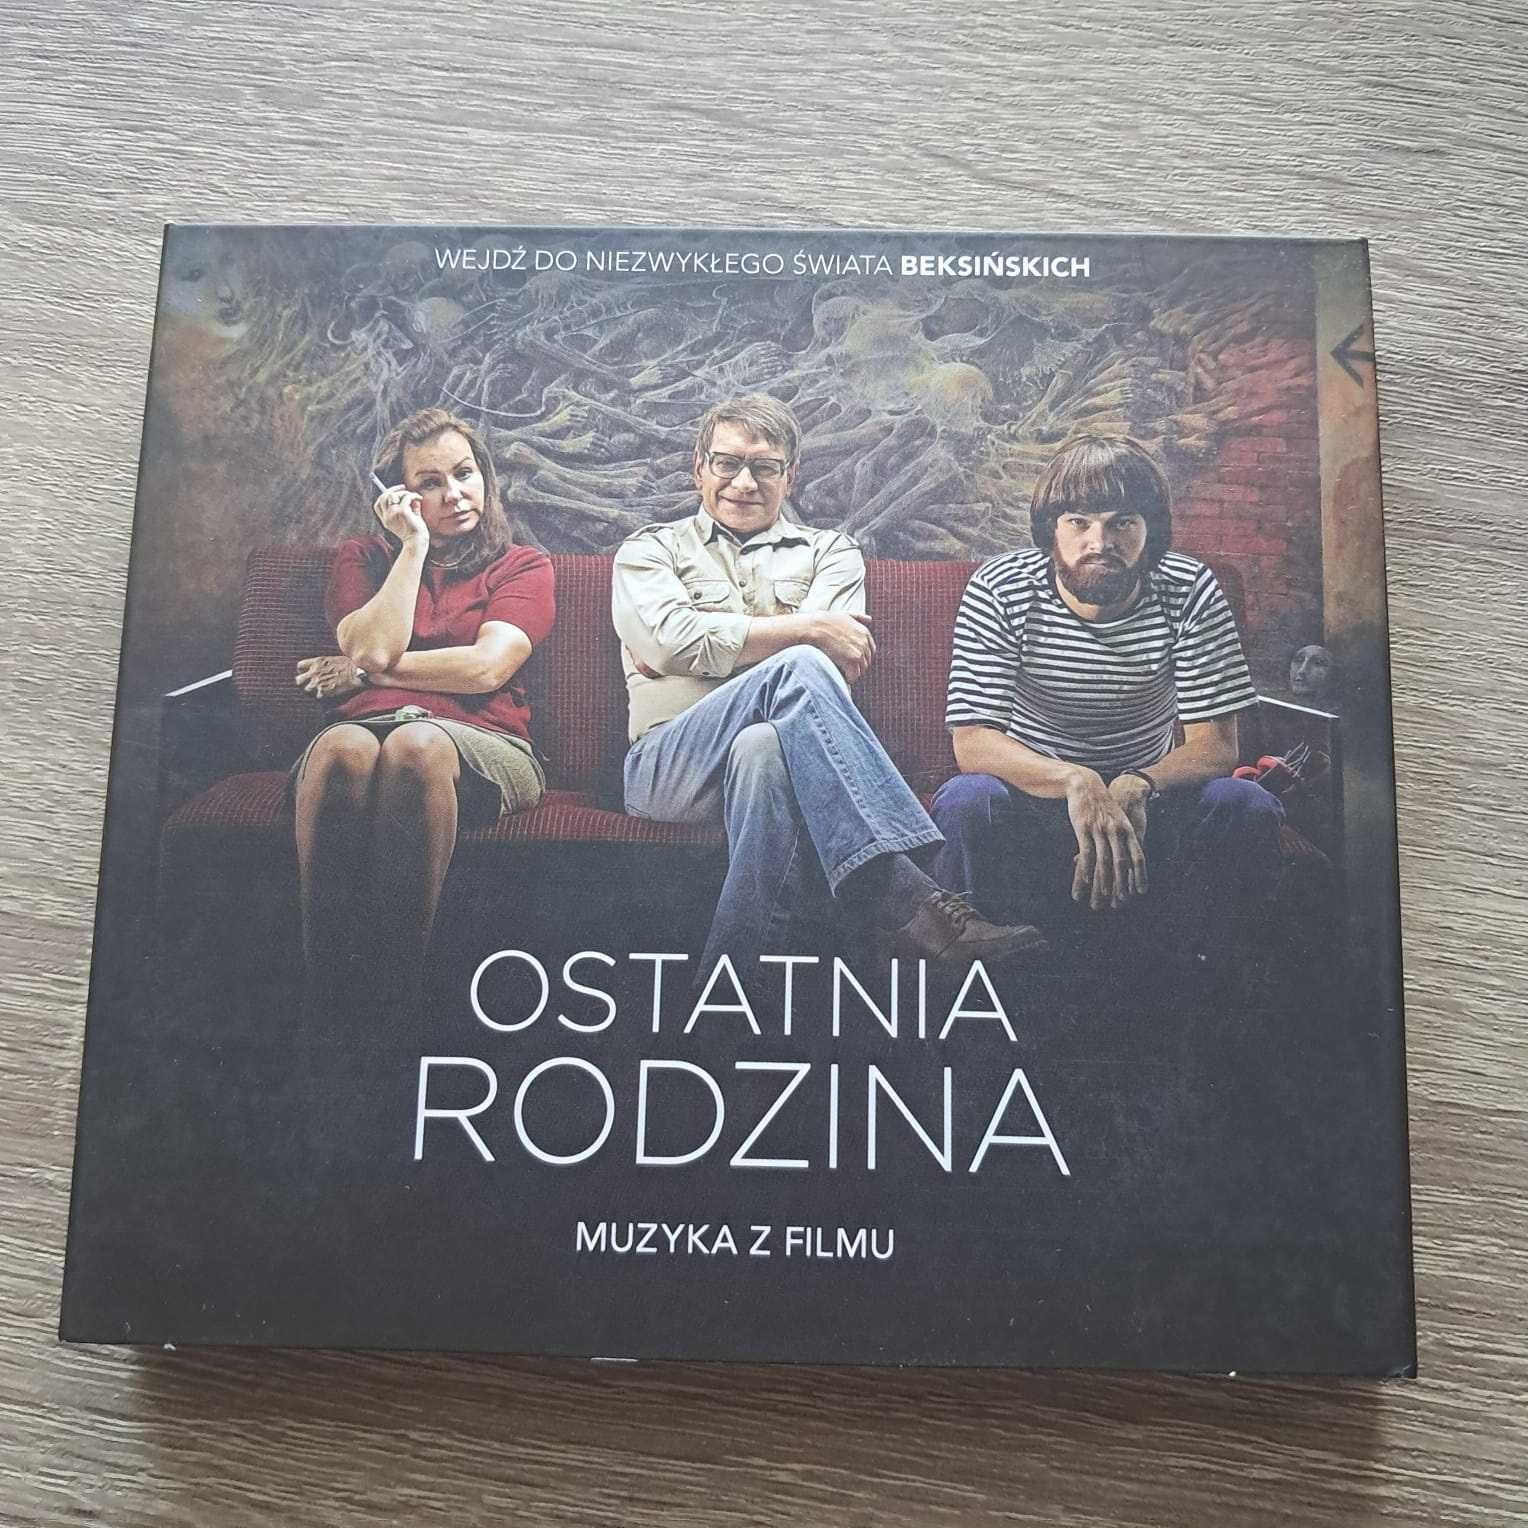 WEJDŹ DO NIEZWYKŁEGO ŚWIATA BEKSIŃSKICH
OSTATNIA
RODZINA
MUZYKA Z FILMU